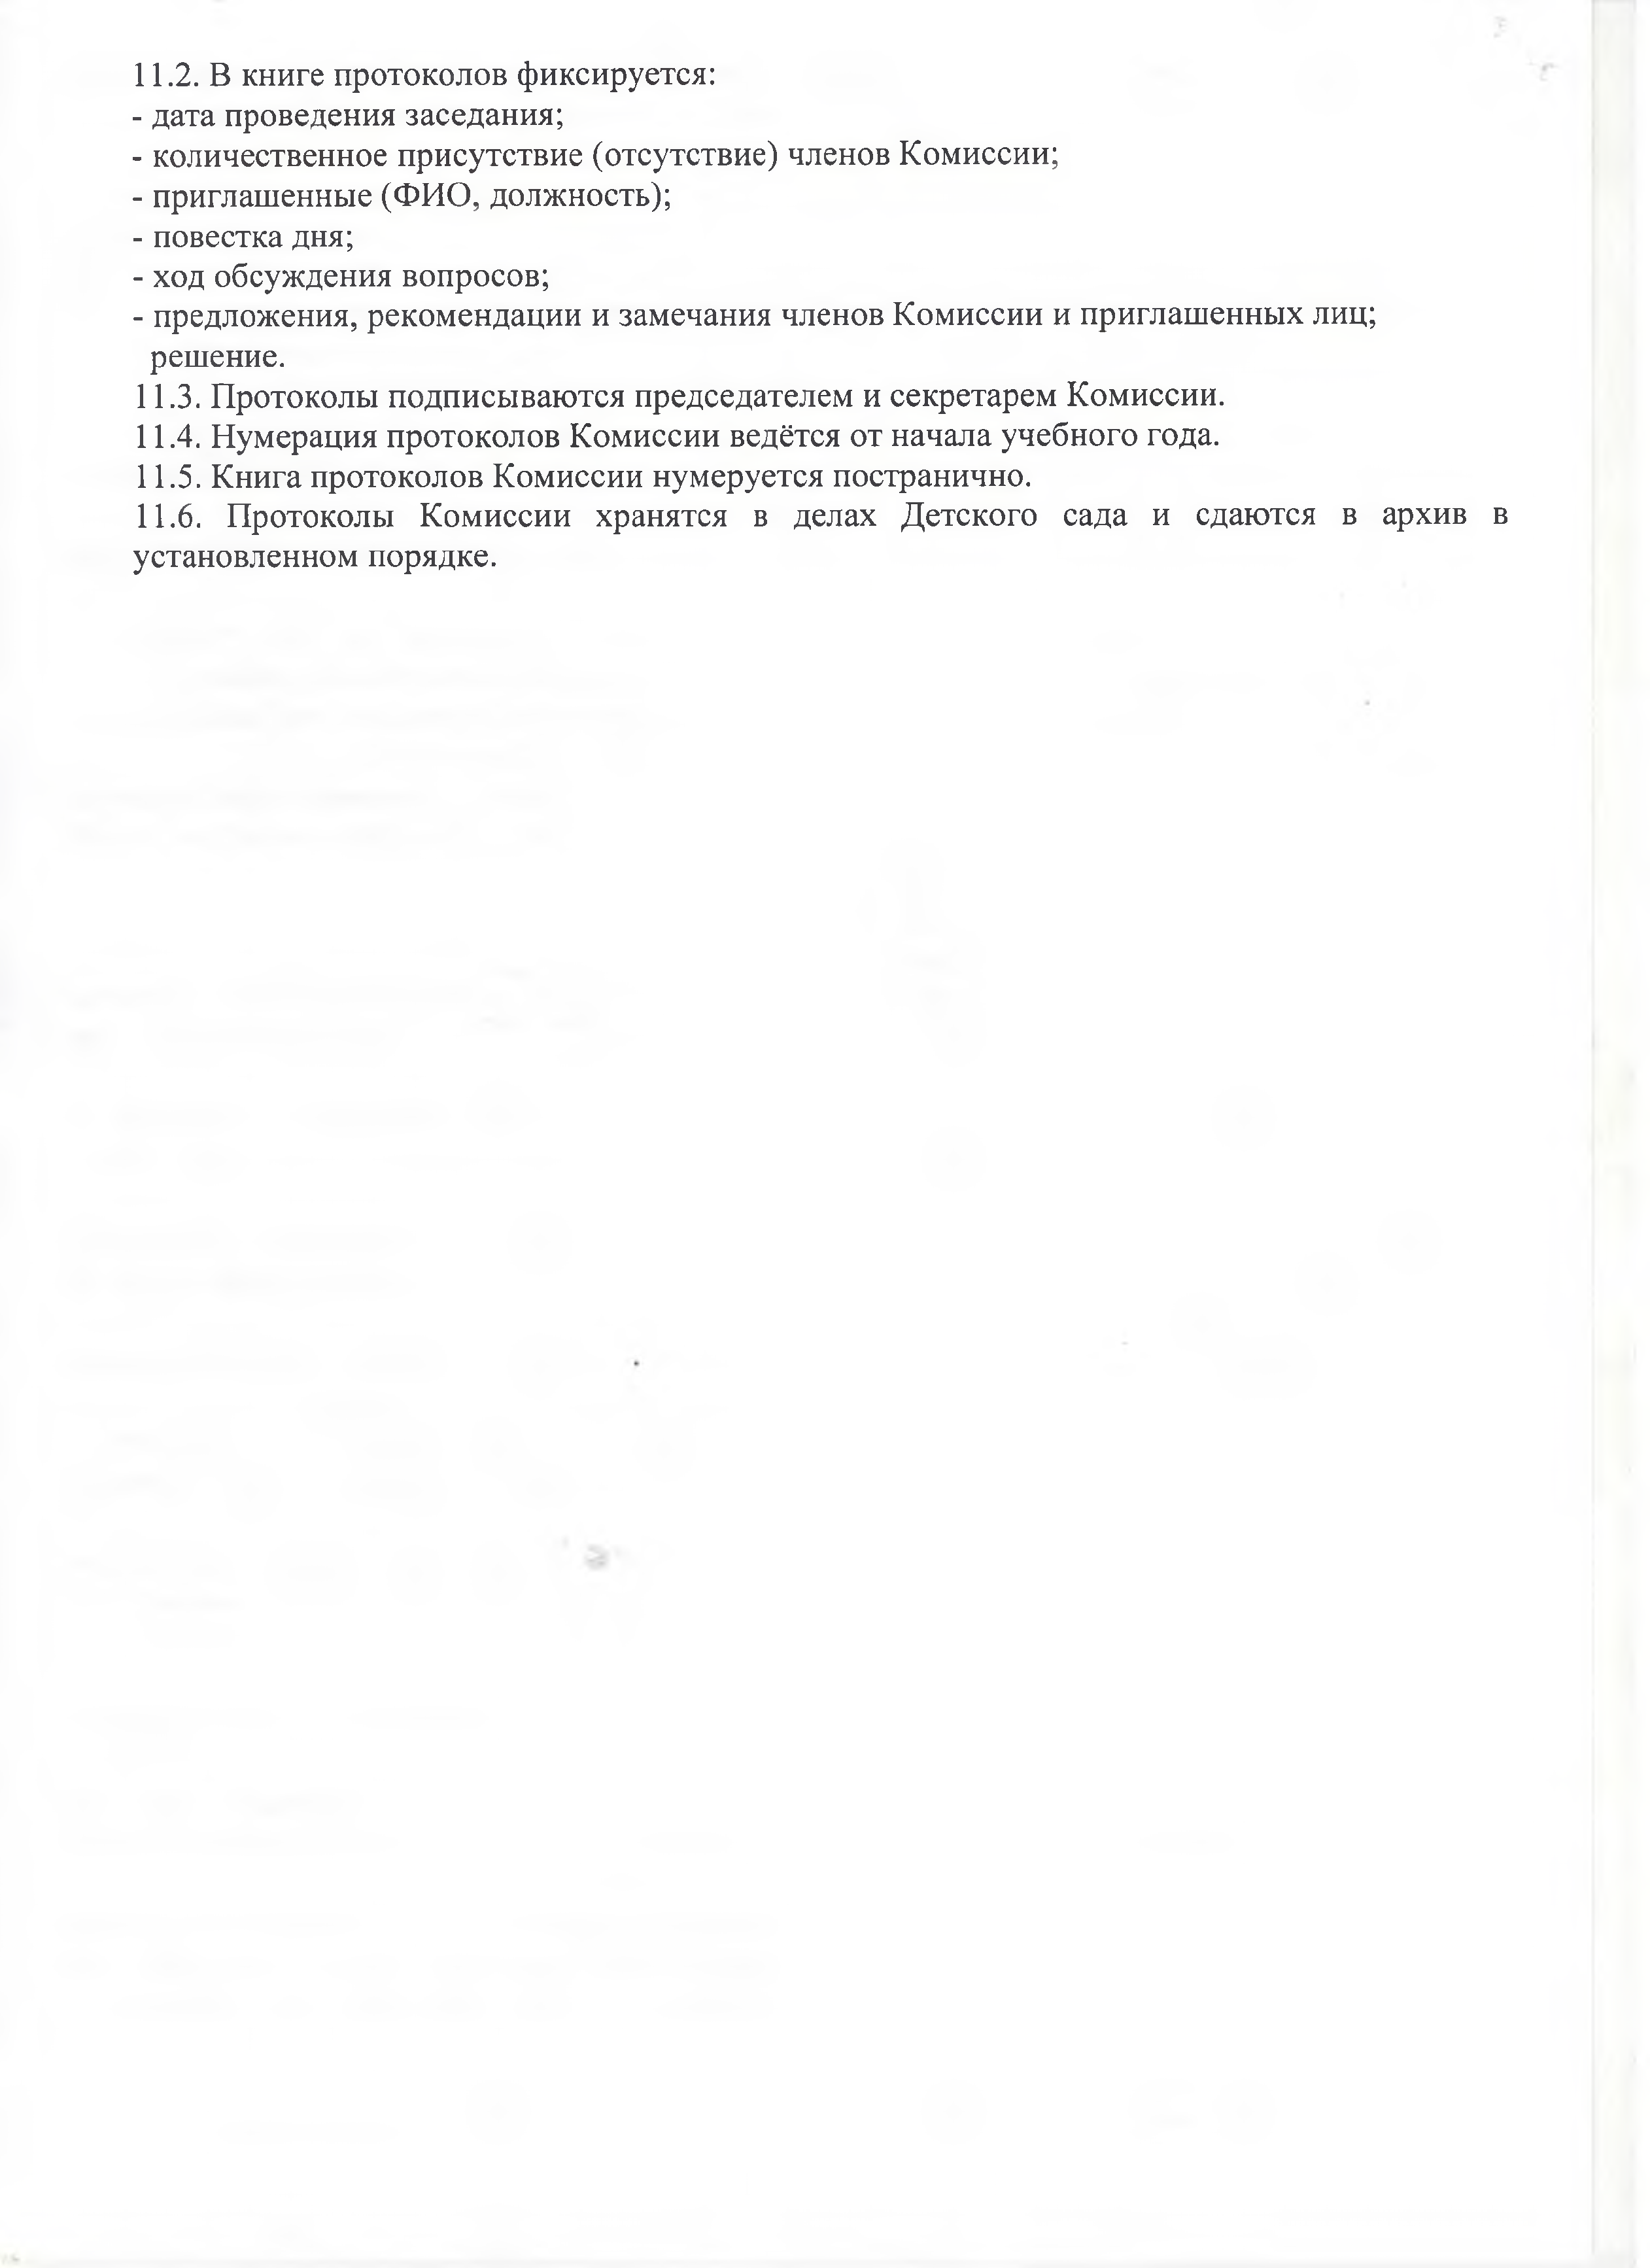 11.2. В книге протоколов фиксируется:
- дата проведения заседания;
- количественное присутствие (отсутствие) членов Комиссии;
- приглашенные (ФИО, должность);
- повестка дня;
- ход обсуждения вопросов;
- предложения, рекомендации и замечания членов Комиссии и приглашенных лиц;
решение.
11.3. Протоколы подписываются председателем и секретарем Комиссии.
11.4. Нумерация протоколов Комиссии ведётся от начала учебного года.
11.5. Книга протоколов Комиссии нумеруется постранично.
11.6. Протоколы Комиссии хранятся в делах Детского сада и сдаются в архив в
установленном порядке.